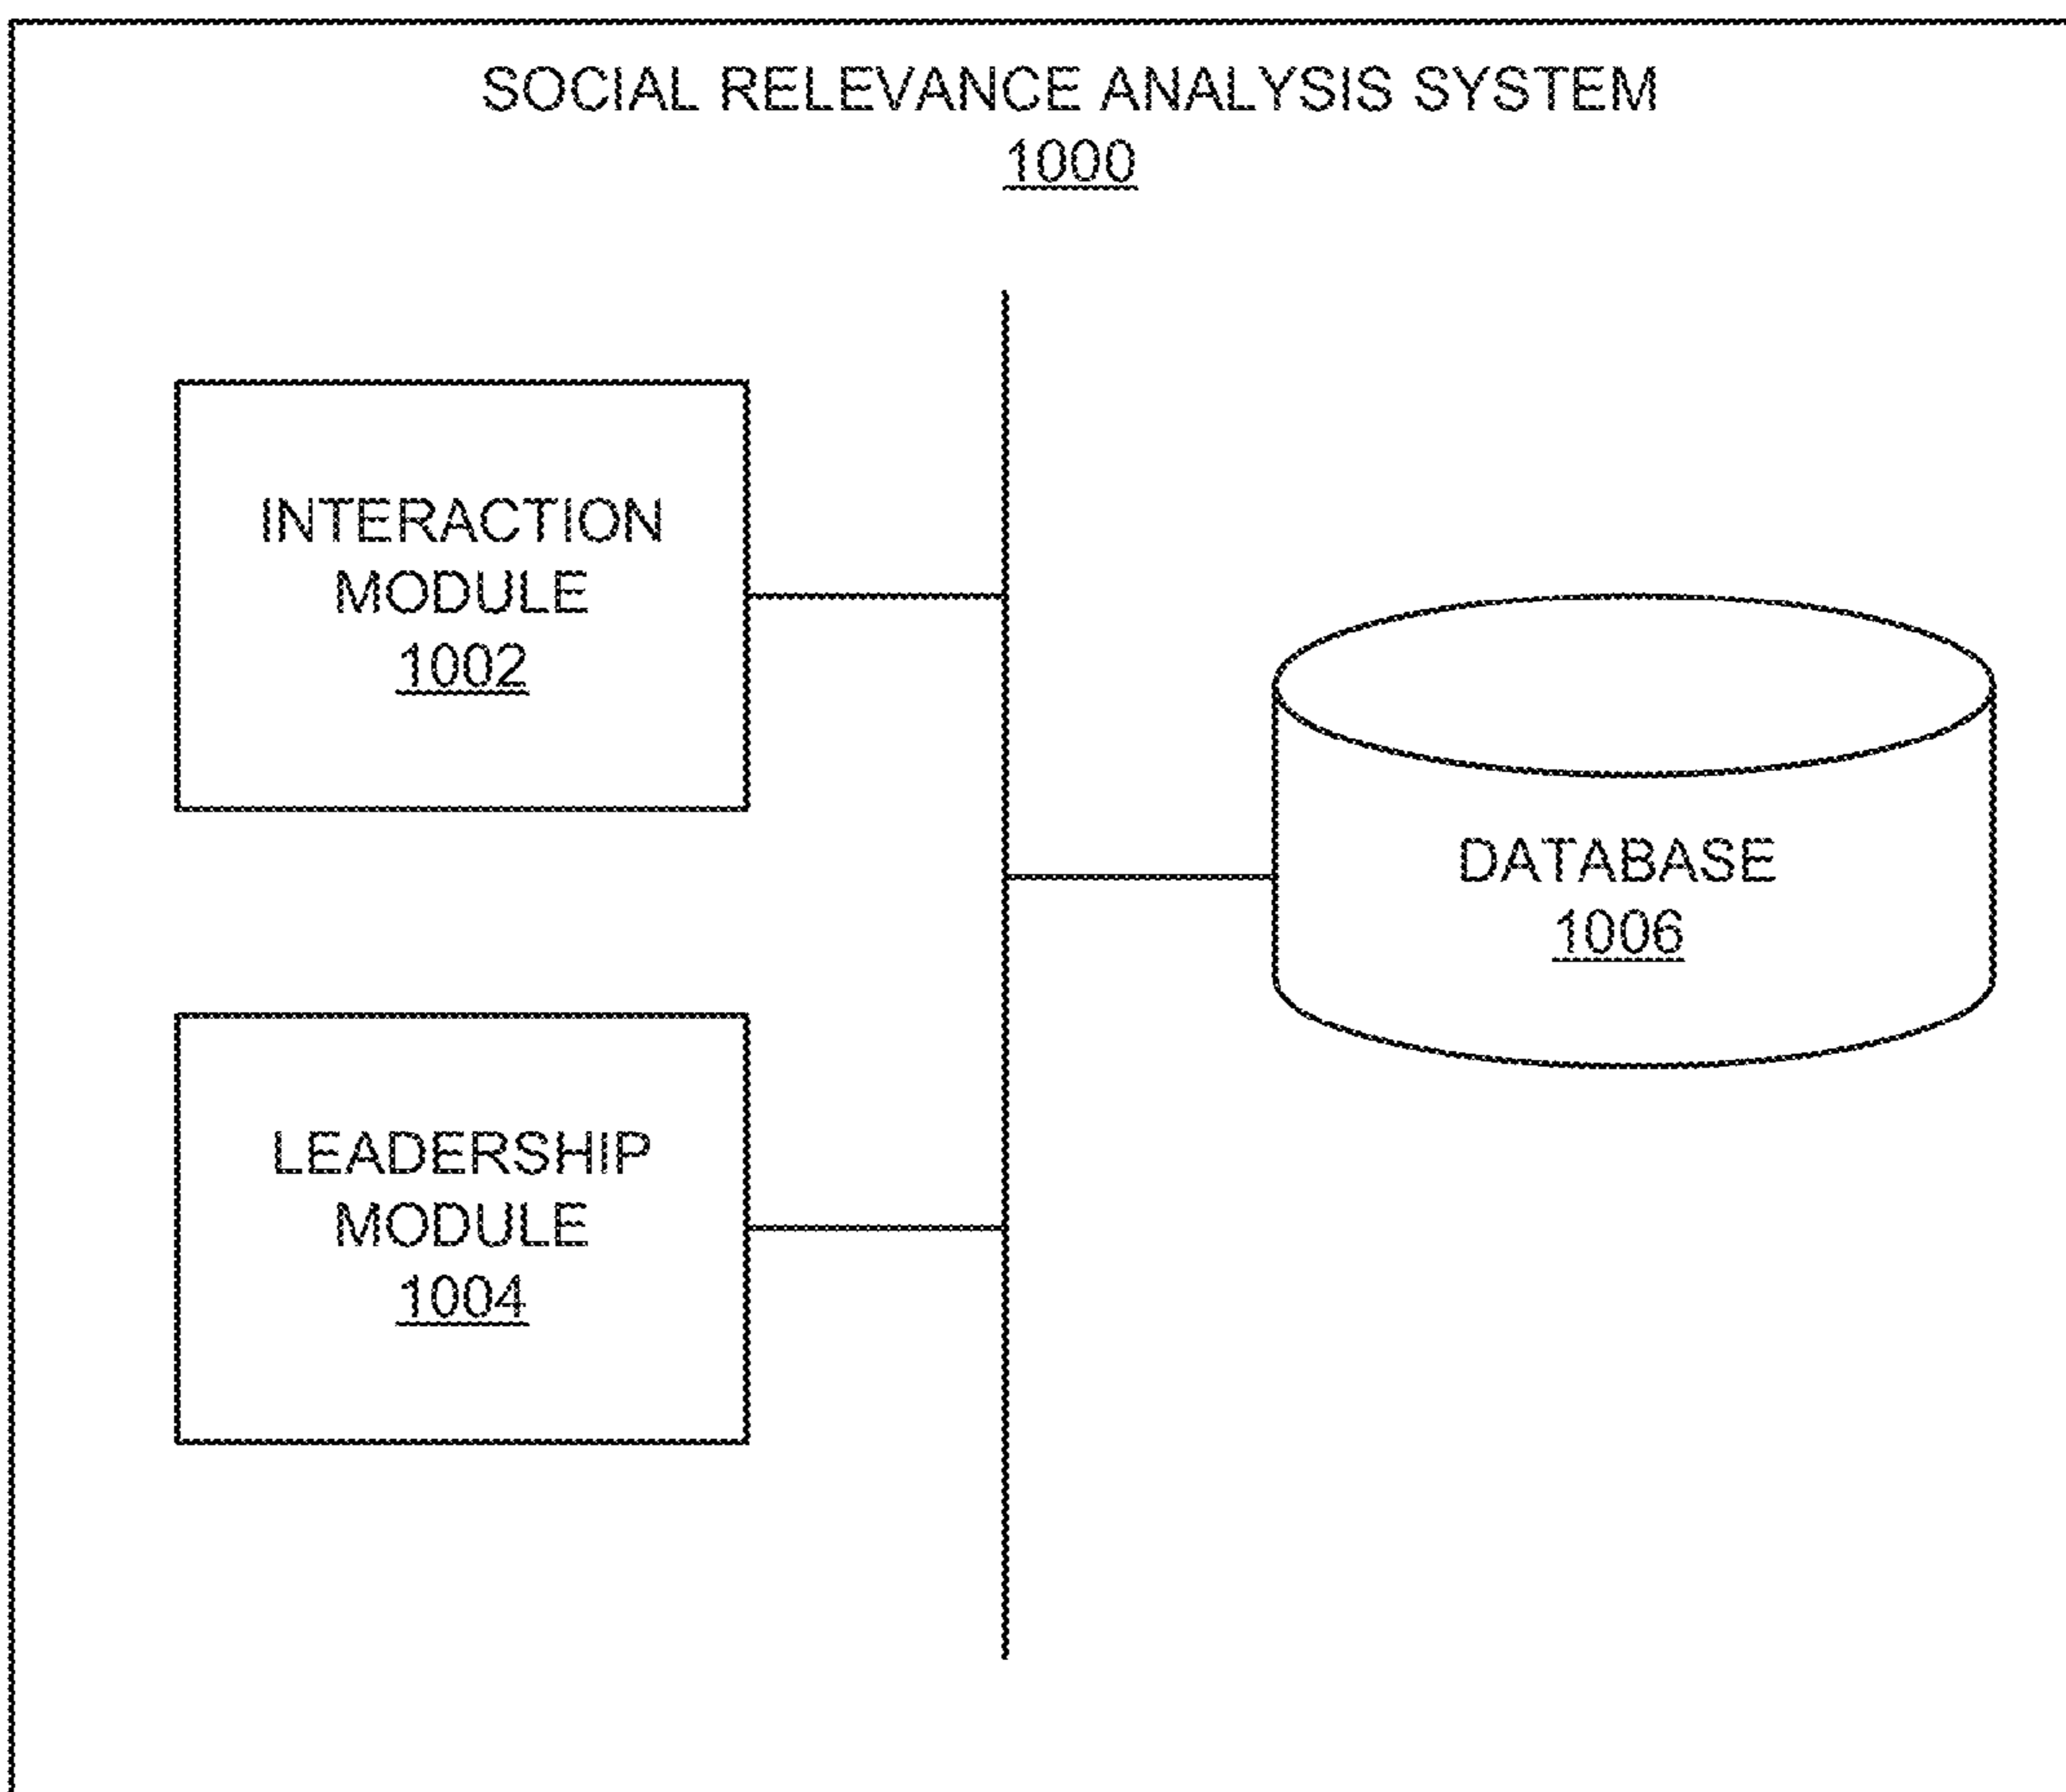 SOCIAL RELEVANCE ANALYSIS SYSTEM
1000
INTERACTION
MODULE
1002
DATABASE
1006
LEADERSHIP
MODULE
1004